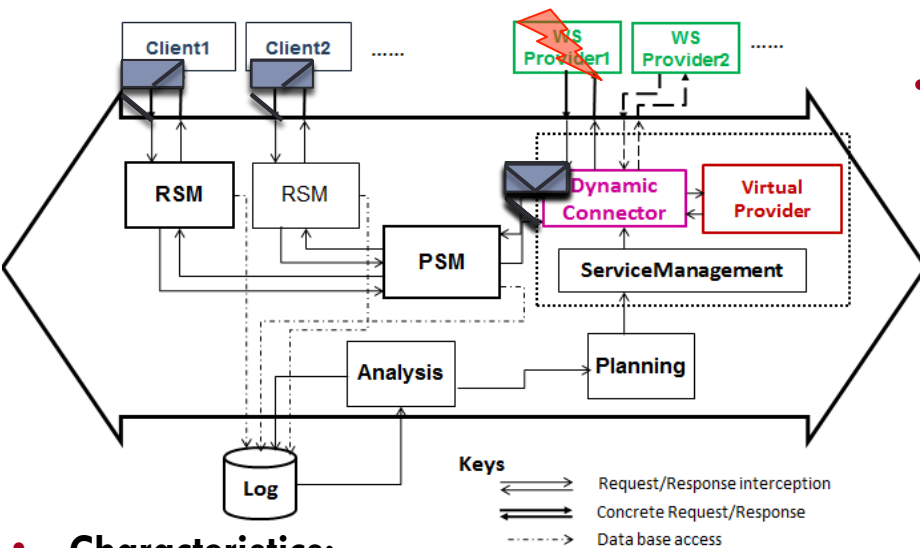 Client1
Client2
......
WS
Provider1
WS
Provider2
......
RSM
RSM
PSM
Dynamic
Connector
Virtual
Provider
ServiceManagement
Analysis
Planning
Log
Keys
Request/Response interception
Concrete Request/Response
Data base access
• Characteristics: